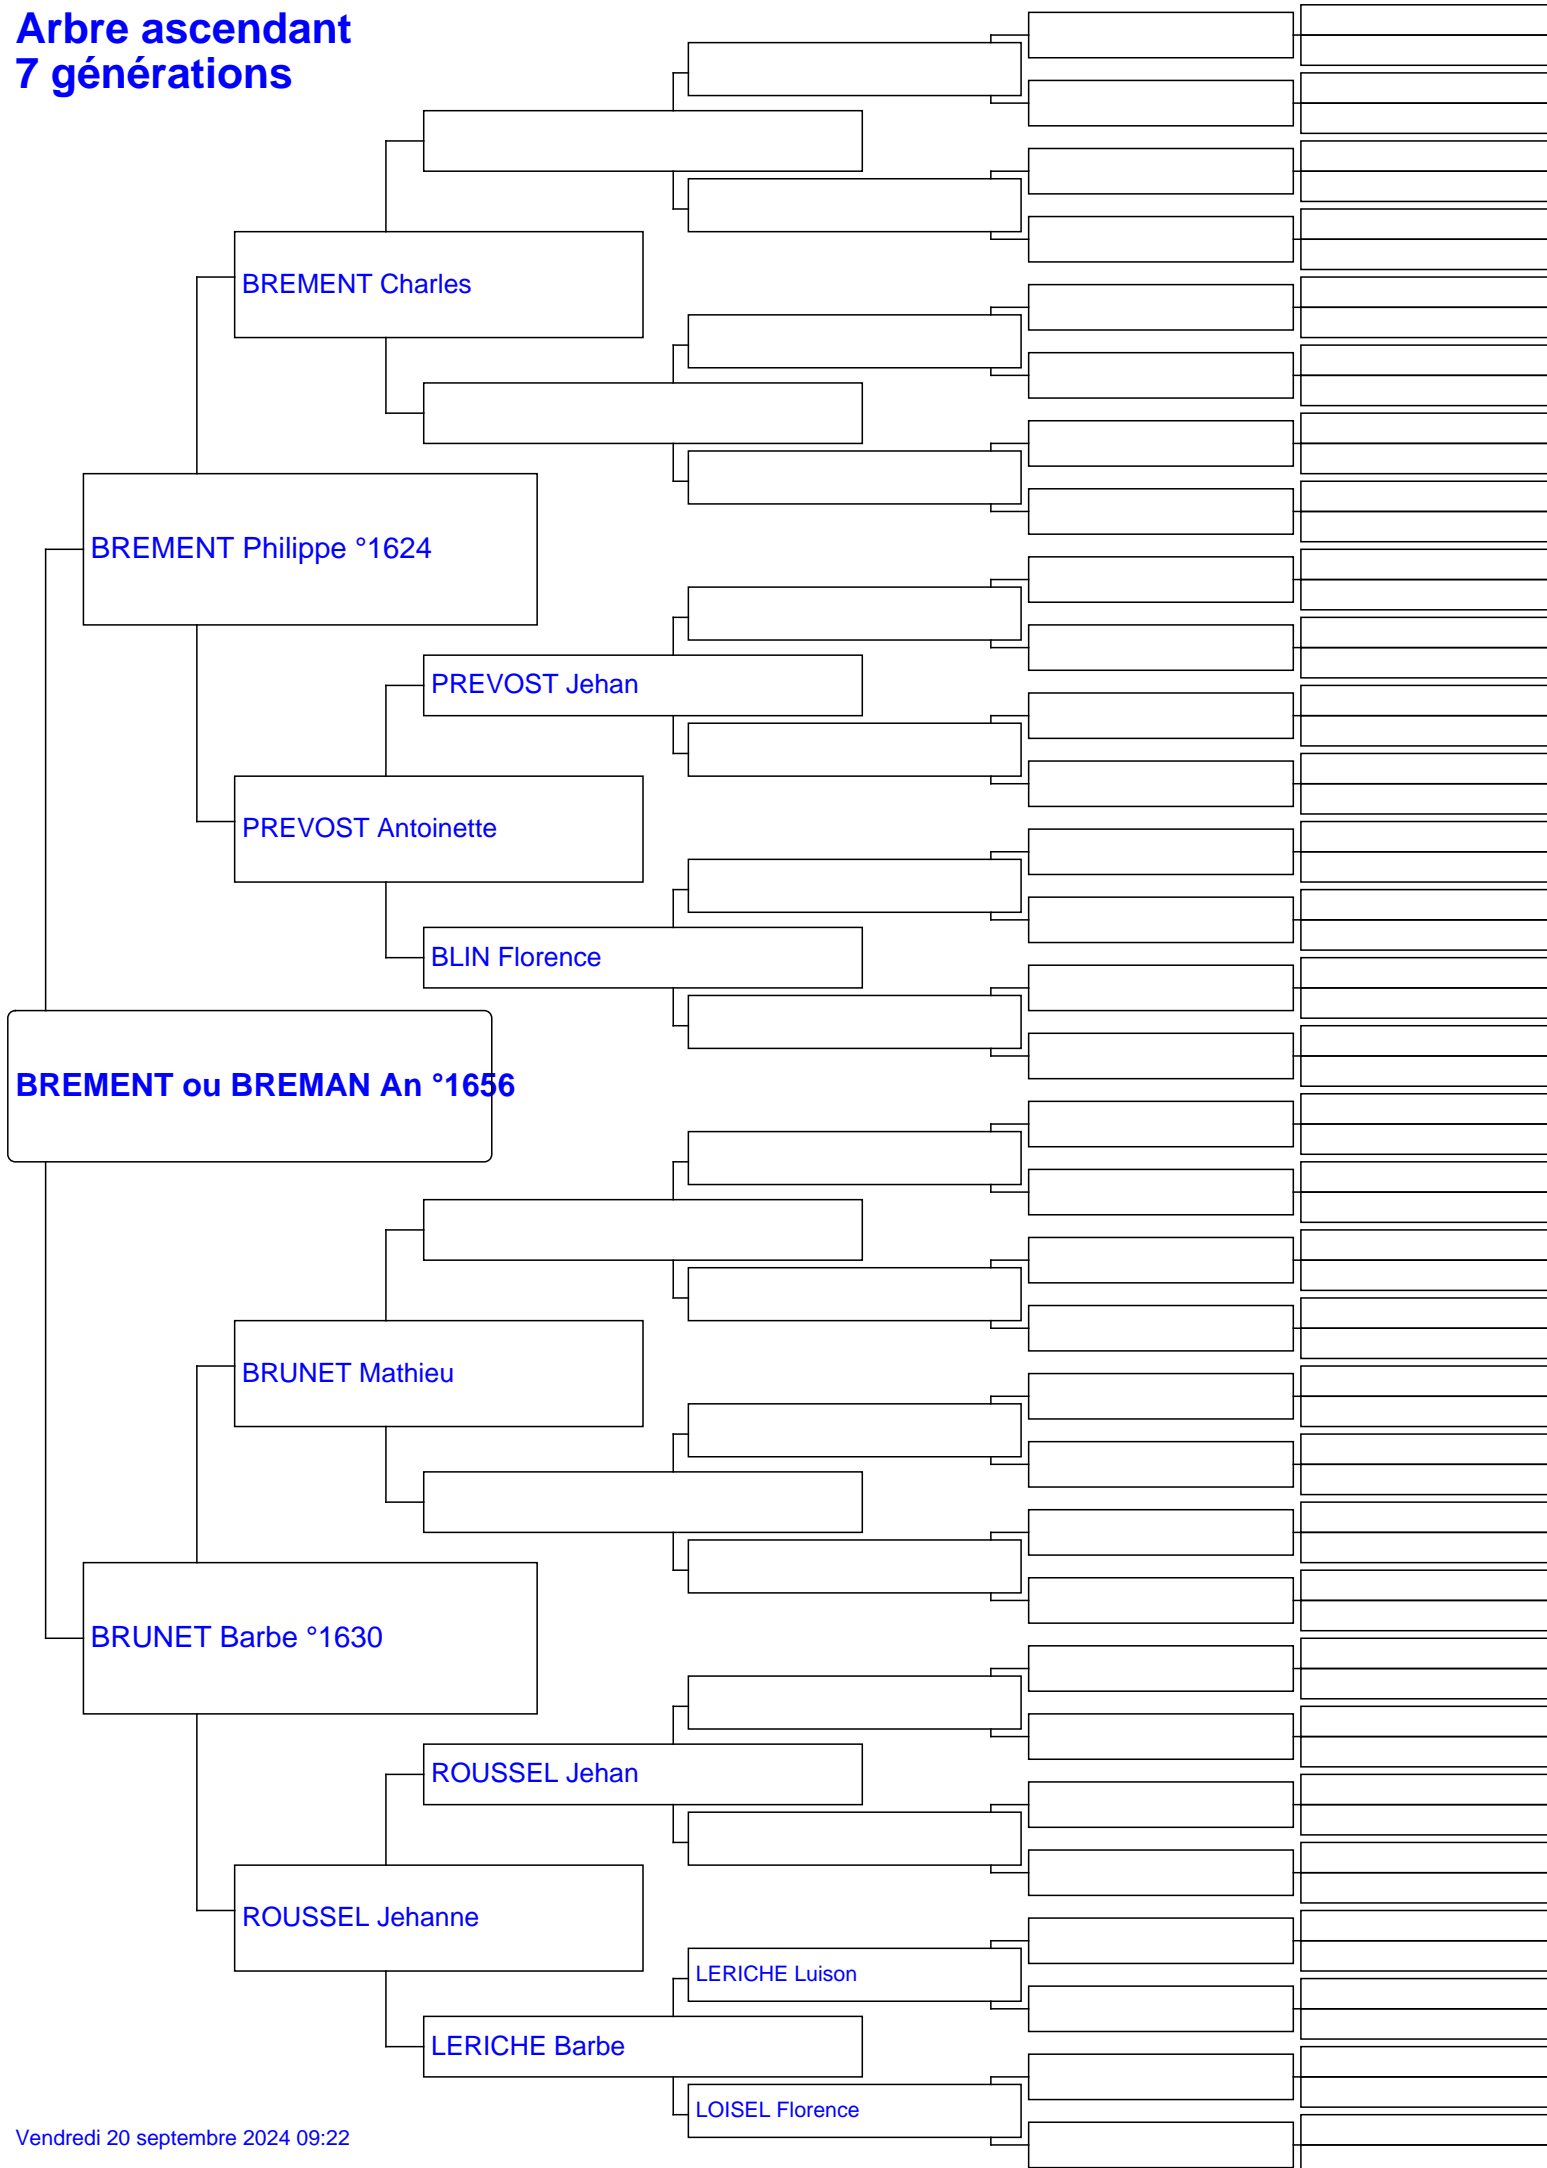 Arbre ascendant
7 générations
BREMENT Charles
BREMENT Philippe °1624
PREVOST Jehan
PREVOST Antoinette
BLIN Florence
BREMENT ou BREMAN An °1656
BRUNET Mathieu
BRUNET Barbe °1630
ROUSSEL Jehan
ROUSSEL Jehanne
LERICHE Luison
LERICHE Barbe
LOISEL Florence
Vendredi 20 septembre 2024 09:22